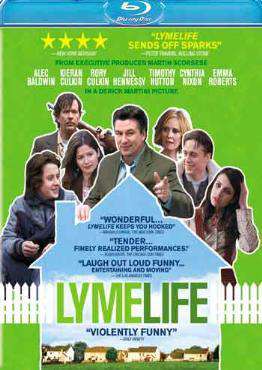 Blu-ray Disc
"LYMELIFE
SENDS OFF SPARKS"
FROM EXECUTIVE PRODUCER MARTIN SCORSESE
ALEC BALDWIN
KIERAN CULKIN
RORY CULKIN
JILL HENNESSY
TIMOTHY HUTTON
CYNTHIA NIXON
EMMA ROBERTS
IN A DERICK MARTINI PICTURE.
"WONDERFUL...
LYMELIFE KEEPS YOU HOOKED"
"TENDER...
FINELY REALIZED PERFORMANCES"
"LAUGH OUT LOUD FUNNY...
ENTERTAINING AND MOVING"
LYMELIFE
"VIOLENTLY FUNNY"